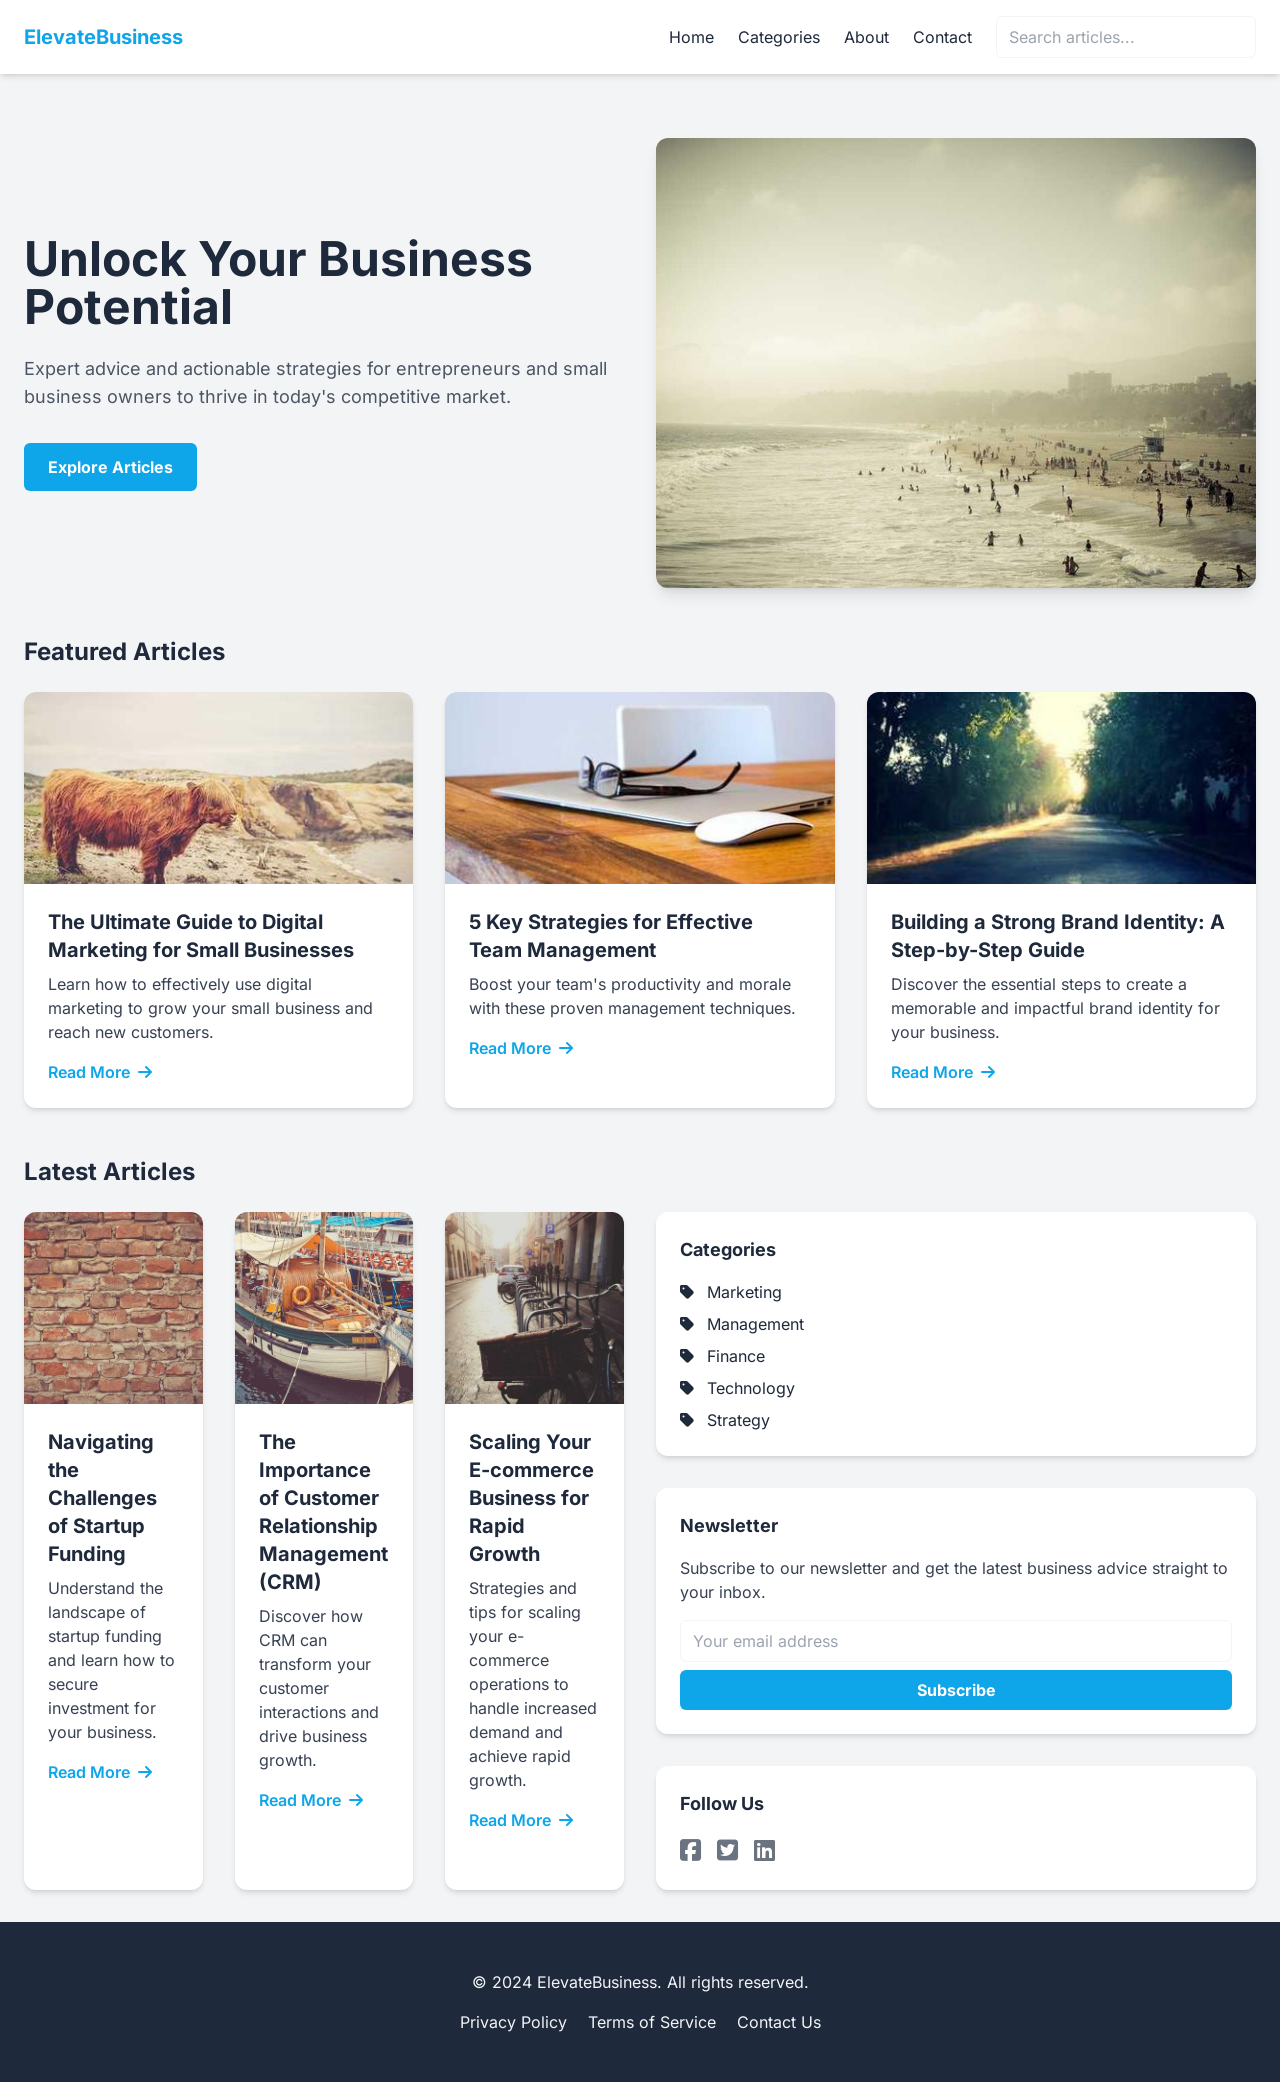 ElevateBusiness
Home
Categories
About
Contact
Search articles...
Unlock Your Business
Potential
Expert advice and actionable strategies for entrepreneurs and small
business owners to thrive in today's competitive market.
Explore Articles
Featured Articles
The Ultimate Guide to Digital
Marketing for Small Businesses
Learn how to effectively use digital
marketing to grow your small business and
reach new customers.
Read More
5 Key Strategies for Effective
Team Management
Boost your team's productivity and morale
with these proven management techniques.
Read More
Building a Strong Brand Identity: A
Step-by-Step Guide
Discover the essential steps to create a
memorable and impactful brand identity for
your business.
Read More
Latest Articles
Navigating
the
Challenges
of Startup
Funding
Understand the
landscape of
startup funding
and learn how to
secure
investment for
your business.
Read More
The
Importance
of Customer
Relationship
Management
(CRM)
Discover how
CRM can
transform your
customer
interactions and
drive business
growth.
Read More
Scaling Your
E-commerce
Business for
Rapid
Growth
Strategies and
tips for scaling
your e-
commerce
operations to
handle increased
demand and
achieve rapid
growth.
Read More
Categories
Marketing
Management
Finance
Technology
Strategy
Newsletter
Subscribe to our newsletter and get the latest business advice straight to
your inbox.
Your email address
Subscribe
Follow Us
© 2024 ElevateBusiness. All rights reserved.
Privacy Policy
Terms of Service
Contact Us